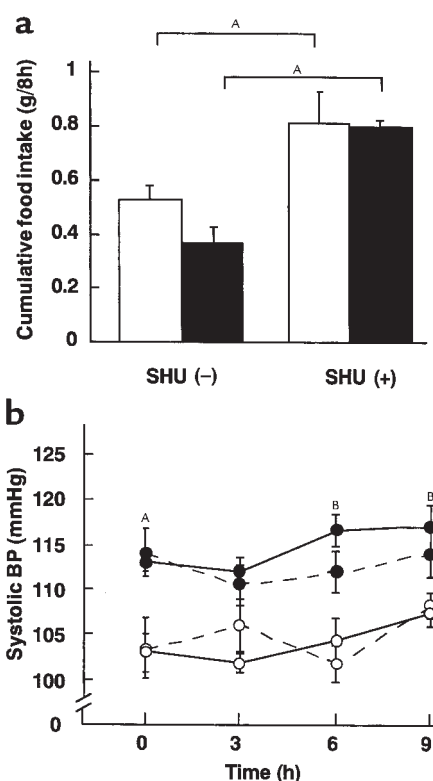 a
A
A
Cumulative food intake (g/8h)
1
0.8
0.6
0.4
0.2
0
SHU (–)
SHU (+)
b
Systolic BP (mmHg)
125
120
115
110
105
100
0
A
B
B
0
3
6
9
Time (h)